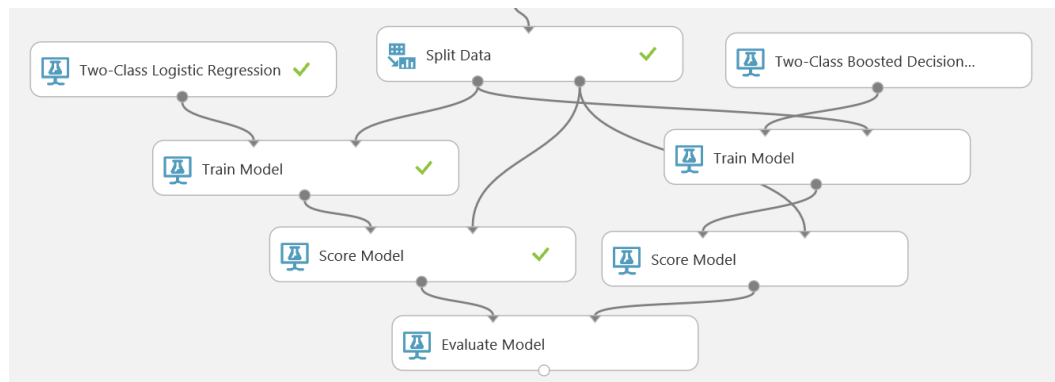 Two-Class Logistic Regression
Split Data
Two-Class Boosted Decision...
Train Model
Train Model
Score Model
Score Model
Evaluate Model